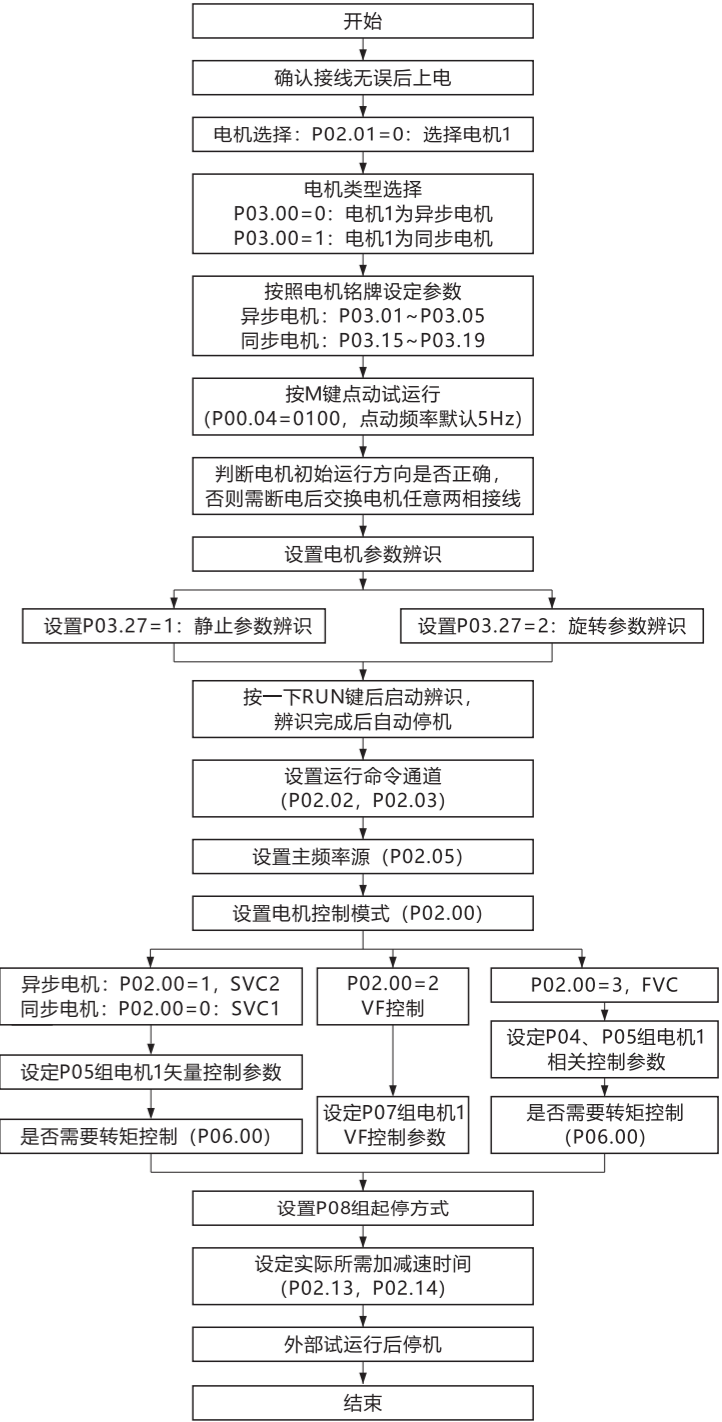 开始
确认接线无误后上电
电机选择：P02.01=0：选择电机1
电机类型选择
P03.00=0：电机1为异步电机
P03.00=1：电机1为同步电机
按照电机铭牌设定参数
异步电机：P03.01~P03.05
同步电机：P03.15~P03.19
按M键点动试运行
(P00.04=0100，点动频率默认5Hz)
判断电机初始运行方向是否正确，
否则需断电后交换电机任意两相接线
设置电机参数辨识
设置P03.27=1：静止参数辨识
设置P03.27=2：旋转参数辨识
按一下RUN键后启动辨识，
辨识完成后自动停机
设置运行命令通道
（P02.02，P02.03）
设置主频率源（P02.05）
设置电机控制模式（P02.00）
异步电机：P02.00=1，SVC2
同步电机：P02.00=0：SVC1
设定P05组电机1矢量控制参数
是否需要转矩控制（P06.00）
P02.00=2
VF控制
设定P07组电机1
VF控制参数
P02.00=3，FVC
设定P04、P05组电机1
相关控制参数
是否需要转矩控制
（P06.00）
设置P08组起停方式
设定实际所需加减速时间
（P02.13，P02.14）
外部试运行后停机
结束